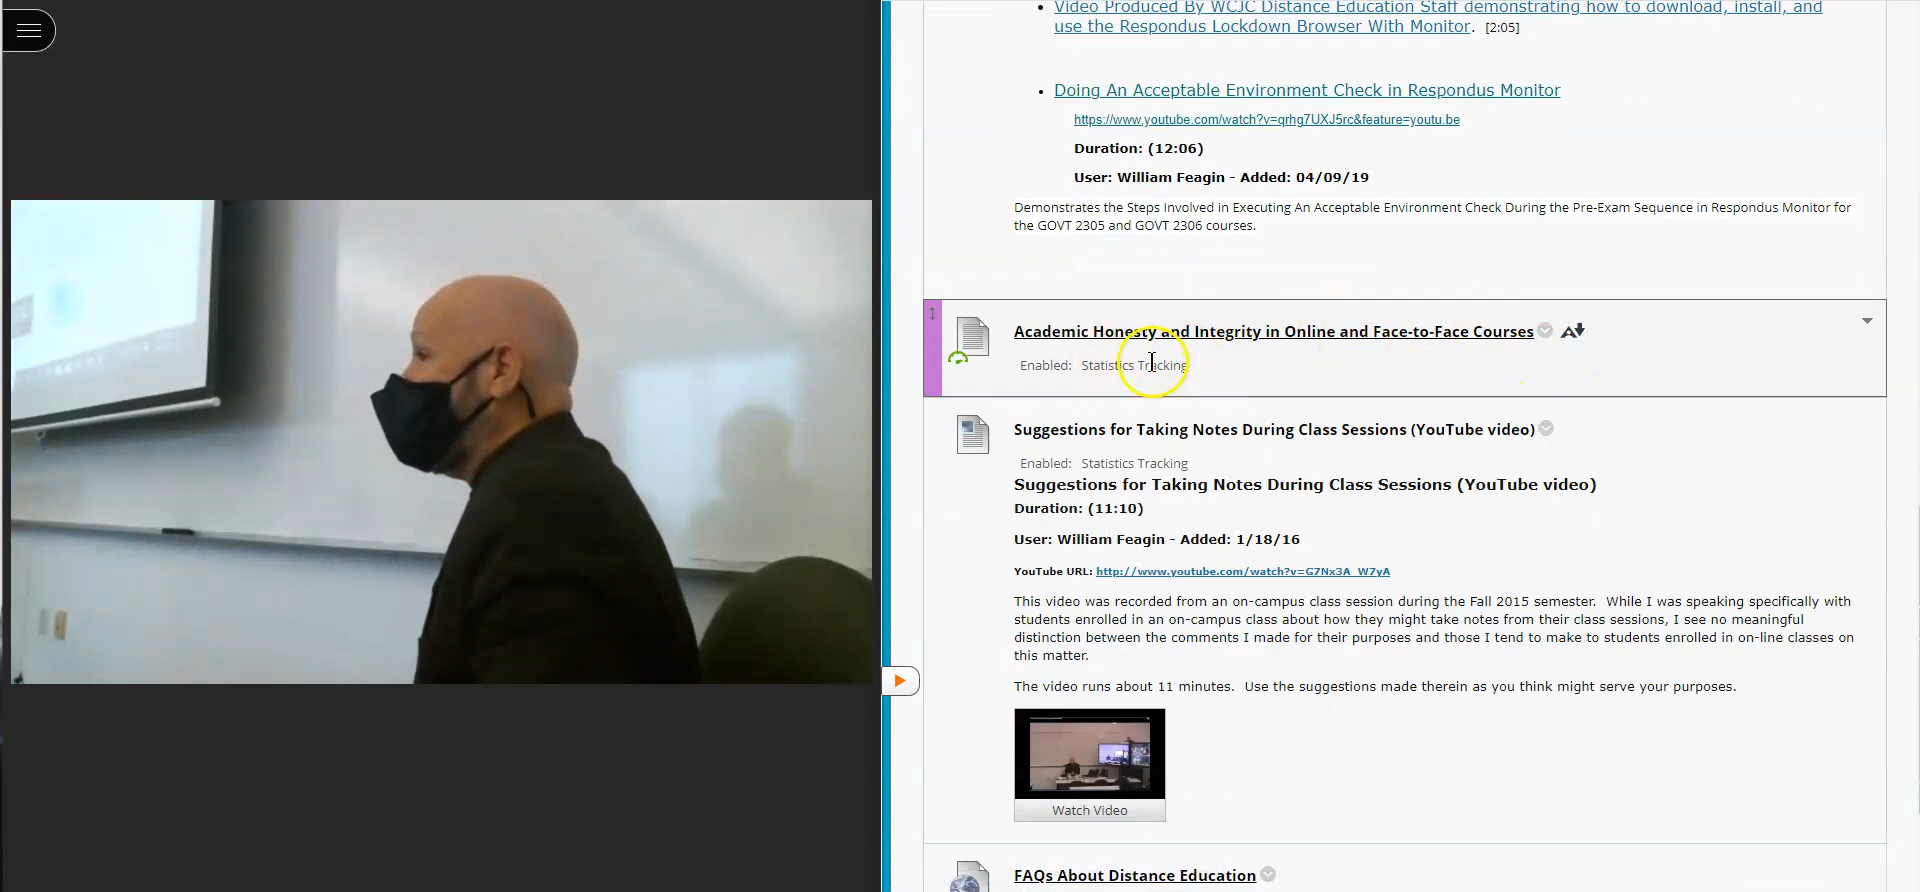 Video Produced By WCJC Distance Education Staff demonstrating how to download, install, and
use the Respondus Lockdown Browser With Monitor. [2:05]
Doing An Acceptable Environment Check in Respondus Monitor
https://www.youtube.com/watch?v=qrhg7UXJ5rc&feature=youtu.be
Duration: (12:06)
User: William Feagin - Added: 04/09/19
Demonstrates the Steps Involved in Executing An Acceptable Environment Check During the Pre-Exam Sequence in Respondus Monitor for
the GOVT 2305 and GOVT 2306 courses.
Academic Honesty and Integrity in Online and Face-to-Face Courses
Enabled: Statistics Tracking
Suggestions for Taking Notes During Class Sessions (YouTube video)
Enabled: Statistics Tracking
Suggestions for Taking Notes During Class Sessions (YouTube video)
Duration: (11:10)
User: William Feagin - Added: 1/18/16
YouTube URL: http://www.youtube.com/watch?v=G7Nx3A_W7yA
This video was recorded from an on-campus class session during the Fall 2015 semester. While I was speaking specifically with
students enrolled in an on-campus class about how they might take notes from their class sessions, I see no meaningful
distinction between the comments I made for their purposes and those I tend to make to students enrolled in on-line classes on
this matter.
The video runs about 11 minutes. Use the suggestions made therein as you think might serve your purposes.
Watch Video
FAQs About Distance Education